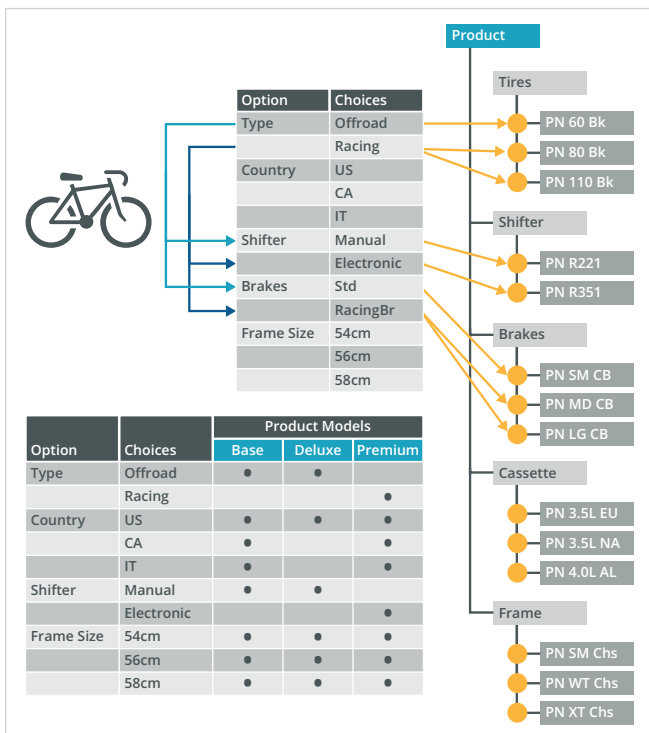 Product
Tires
PN 60 Bk
PN 80 Bk
PN 110 Bk
Shifter
PN R221
PN R351
Brakes
PN SM CB
PN MD CB
PN LG CB
Cassette
PN 3.5L EU
PN 3.5L NA
PN 4.0L AL
Frame
PN SM Chs
PN WT Chs
PN XT Chs
Option Choices
Type Offroad
Racing
Country US
CA
IT
Shifter Manual
Electronic
Brakes Std
RacingBr
Frame Size 54cm
56cm
58cm
Product Models
Option Choices Base Deluxe Premium
Type Offroad • •
Racing •
Country US • • •
CA • •
IT • •
Shifter Manual • •
Electronic •
Frame Size 54cm • • •
56cm • • •
58cm • • •